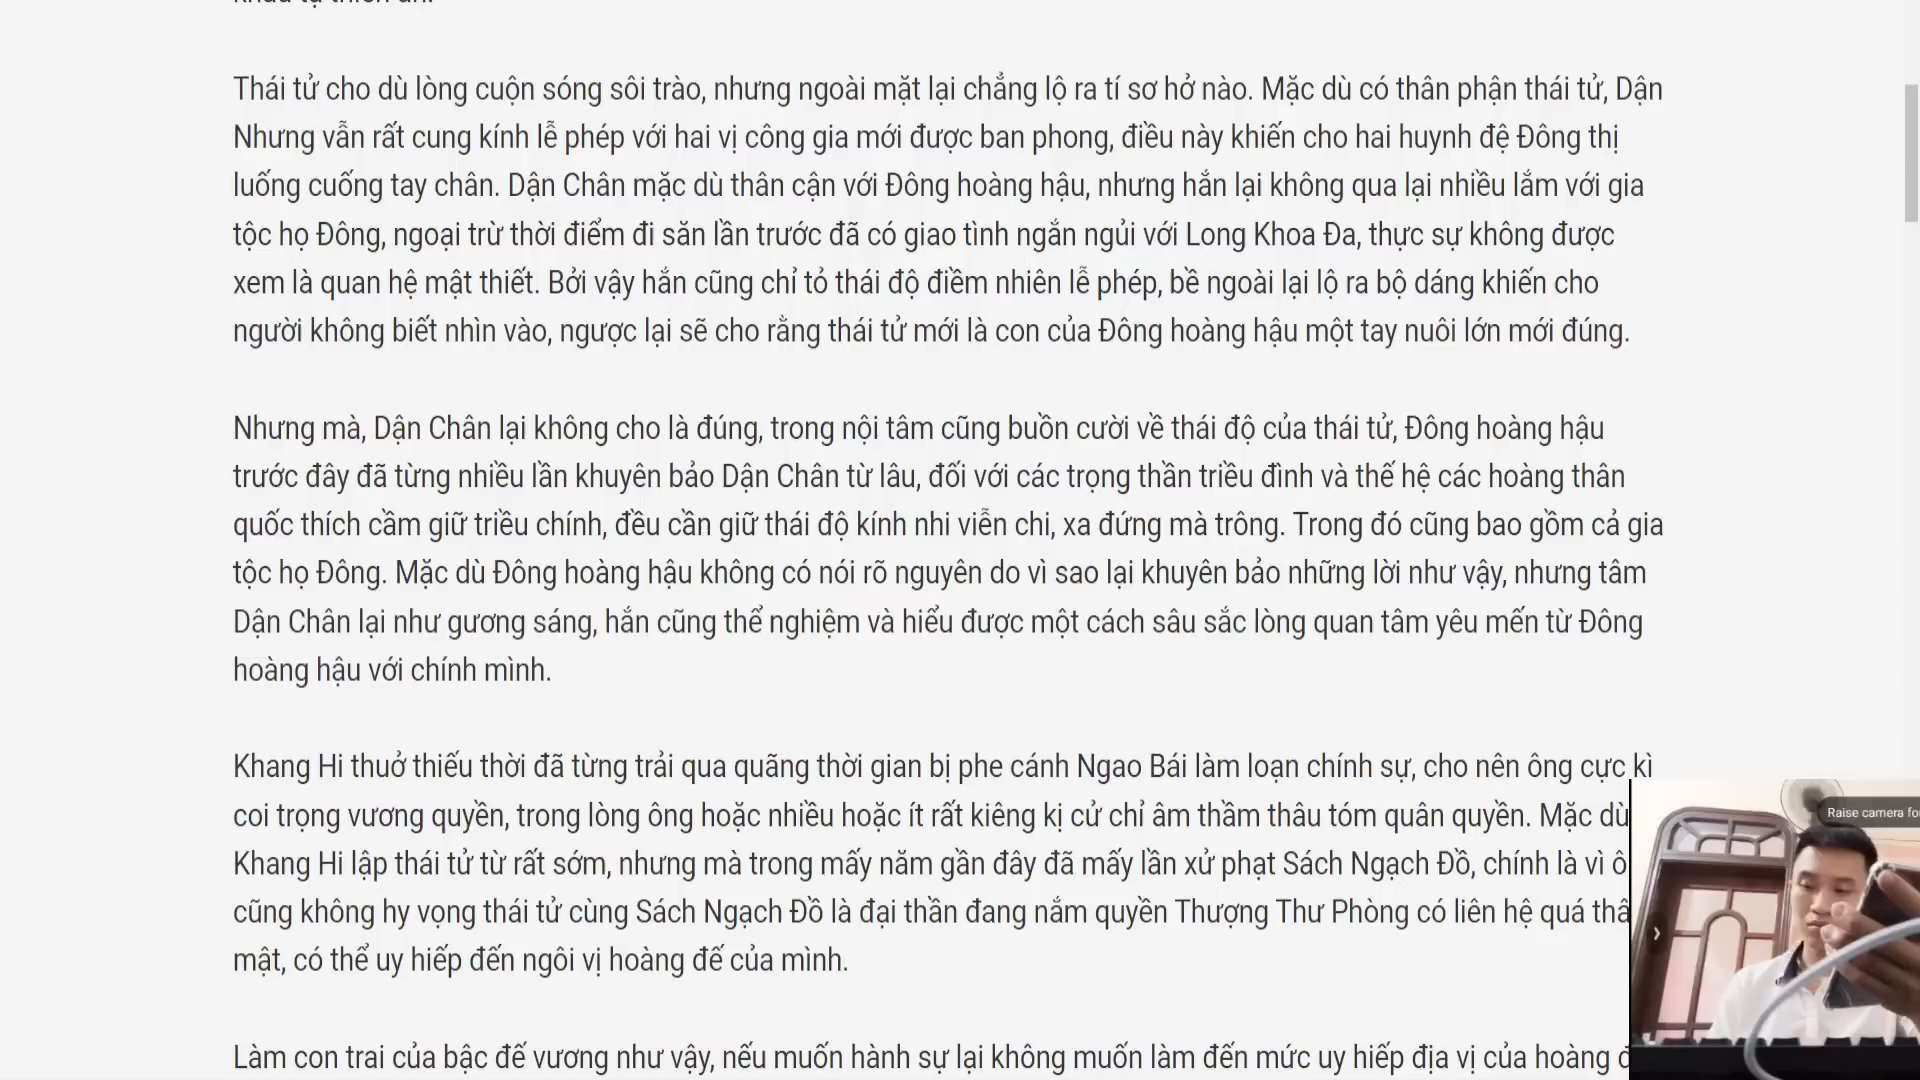 Thái tử cho dù lòng cuộn sóng sôi trào, nhưng ngoài mặt lại chẳng lộ ra tí sơ hở nào. Mặc dù có thân phận thái tử, Dận
Nhưng vẫn rất cung kính lễ phép với hai vị công gia mới được ban phong, điều này khiến cho hai huynh đệ Đông thị
luống cuống tay chân. Dận Chân mặc dù thân cận với Đông hoàng hậu, nhưng hắn lại không qua lại nhiều lắm với gia
tộc họ Đông, ngoại trừ thời điểm đi săn lần trước đã có giao tình ngắn ngủi với Long Khoa Đa, thực sự không được
xem là quan hệ mật thiết. Bởi vậy hắn cũng chỉ tỏ thái độ điềm nhiên lễ phép, bề ngoài lại lộ ra bộ dáng khiến cho
người không biết nhìn vào, ngược lại sẽ cho rằng thái tử mới là con của Đông hoàng hậu một tay nuôi lớn mới đúng.
Nhưng mà, Dận Chân lại không cho là đúng, trong nội tâm cũng buồn cười về thái độ của thái tử, Đông hoàng hậu
trước đây đã từng nhiều lần khuyên bảo Dận Chân từ lâu, đối với các trọng thần triều đình và thế hệ các hoàng thân
quốc thích cầm giữ triều chính, đều cần giữ thái độ kính nhi viễn chi, xa đứng mà trông. Trong đó cũng bao gồm cả gia
tộc họ Đông. Mặc dù Đông hoàng hậu không có nói rõ nguyên do vì sao lại khuyên bảo những lời như vậy, nhưng tâm
Dận Chân lại như gương sáng, hắn cũng thể nghiệm và hiểu được một cách sâu sắc lòng quan tâm yêu mến từ Đông
hoàng hậu với chính mình.
Khang Hi thuở thiếu thời đã từng trải qua quãng thời gian bị phe cánh Ngao Bái làm loạn chính sự, cho nên ông cực kì
coi trọng vương quyền, trong lòng ông hoặc nhiều hoặc ít rất kiêng kị cử chỉ âm thầm thâu tóm quân quyền. Mặc dù
Khang Hi lập thái tử từ rất sớm, nhưng mà trong mấy năm gần đây đã mấy lần xử phạt Sách Ngạch Đồ, chính là vì
cũng không hy vọng thái tử cùng Sách Ngạch Đồ là đại thần đang nắm quyền Thượng Thư Phòng có liên hệ quá
mật, có thể uy hiếp đến ngôi vị hoàng đế của mình.
Làm con trai của bậc đế vương như vậy, nếu muốn hành sự lại không muốn làm đến mức uy hiếp địa vị của hoàng
Raise camera